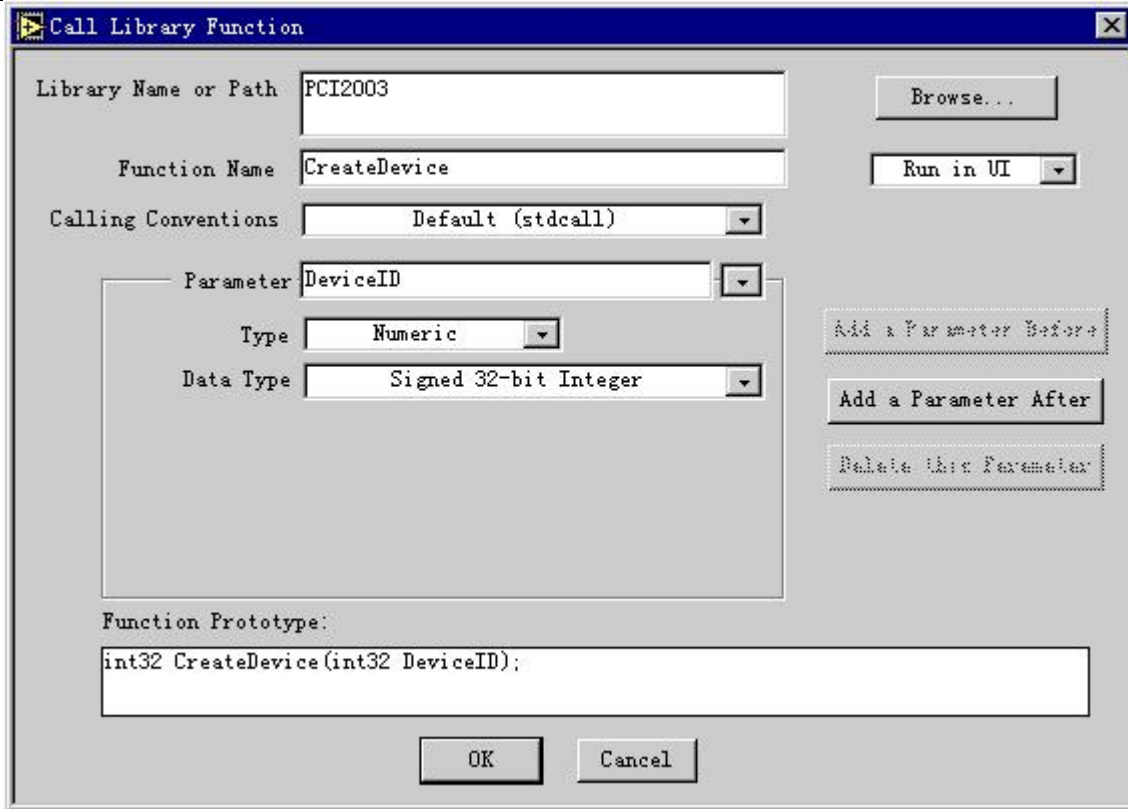 Call Library Function
Library Name or Path PCI2003 Browse...
Function Name CreateDevice Run in UI
Calling Conventions Default (stdcall)
Parameter DeviceID
Type Numeric Add a Parameter Before
Data Type Signed 32-bit Integer Add a Parameter After
Delete this Parameter
Function Prototype:
int32 CreateDevice(int32 DeviceID);
OK Cancel